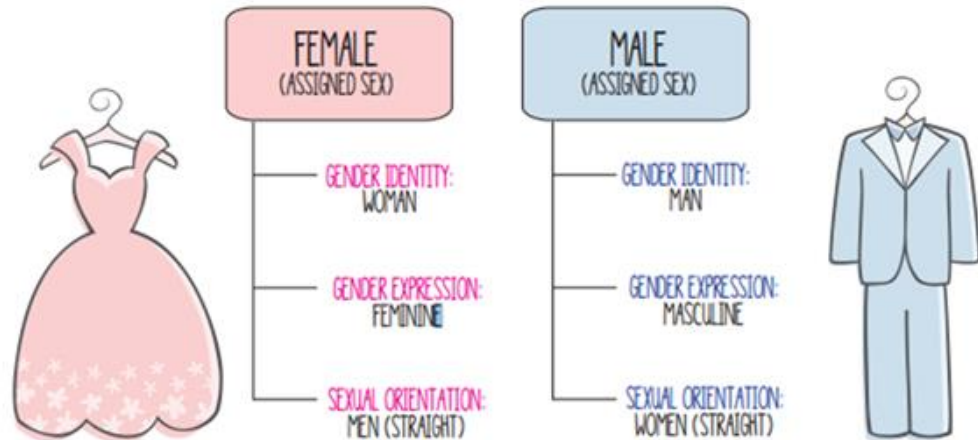 FEMALE
(ASSIGNED SEX)
GENDER IDENTITY:
WOMAN
GENDER EXPRESSION:
FEMININE
SEXUAL ORIENTATION:
MEN (STRAIGHT)
MALE
(ASSIGNED SEX)
GENDER IDENTITY:
MAN
GENDER EXPRESSION:
MASCULINE
SEXUAL ORIENTATION:
WOMEN (STRAIGHT)